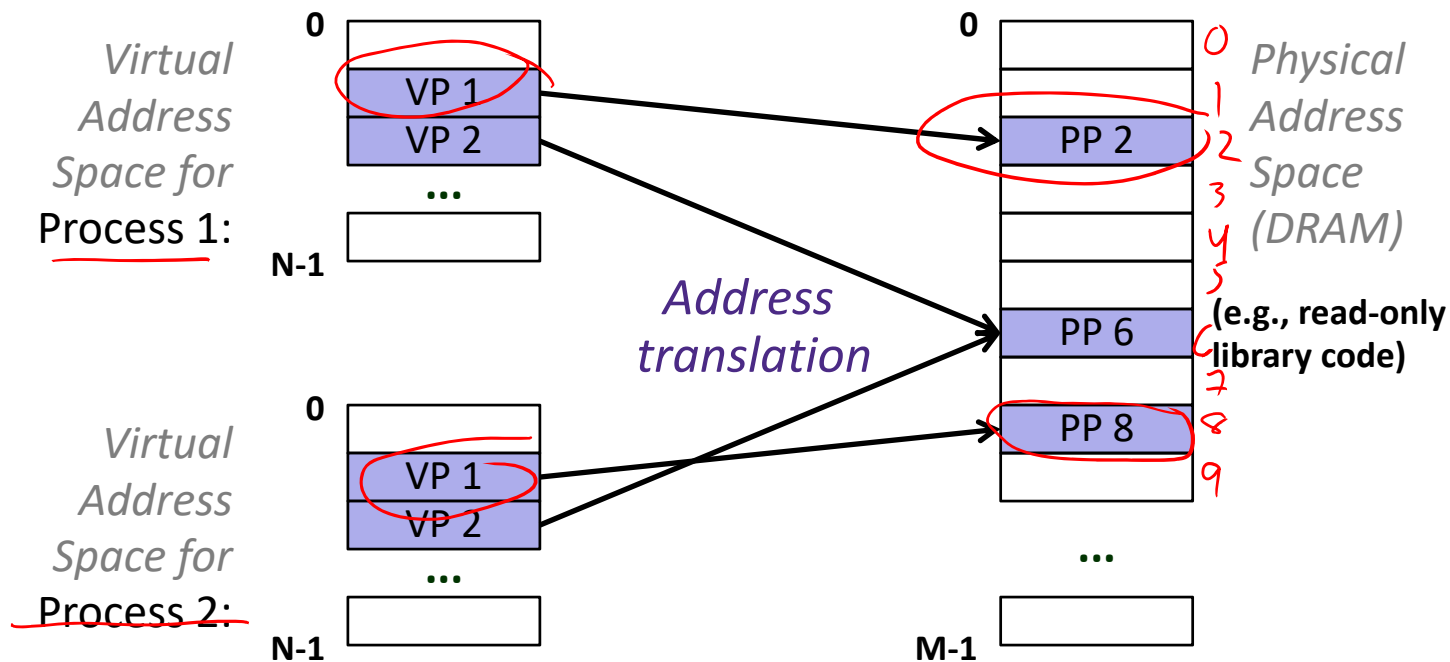 0
Virtual
Address
Space for
Process 1:
VP 1
VP 2
...
N-1
0
Virtual
Address
Space for
Process 2:
VP 1
VP 2
...
N-1
Address
translation
0
PP 2
PP 6
PP 8
...
M-1
0
1
2
3
4
5
6
7
8
9
Physical
Address
Space
(DRAM)
(e.g., read-only
library code)